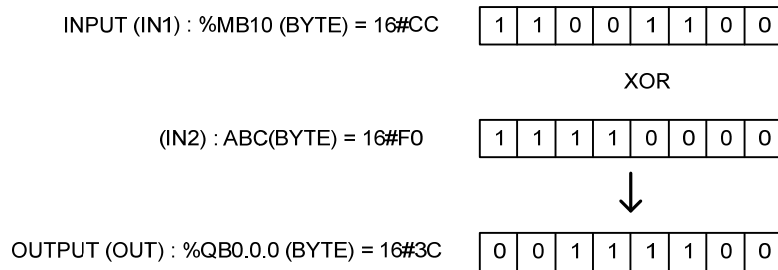 INPUT (IN1) : %MB10 (BYTE) = 16#CC 1 1 0 0 1 1 0 0
XOR
(IN2) : ABC(BYTE) = 16#F0 1 1 1 1 0 0 0 0
OUTPUT (OUT) : %QB0.0.0 (BYTE) = 16#3C 0 0 1 1 1 1 0 0